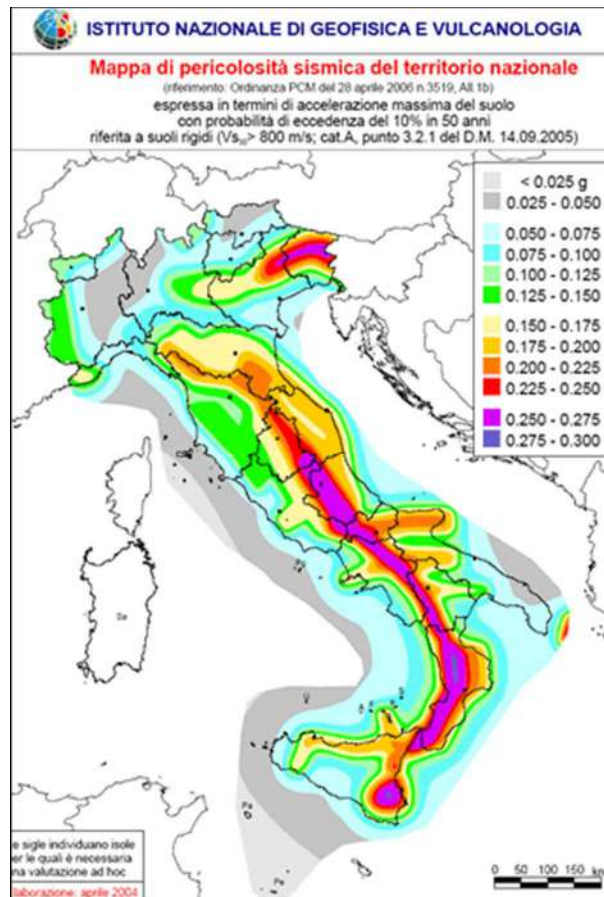 ISTITUTO NAZIONALE DI GEOFISICA E VULCANOLOGIA
Mappa di pericolosità sismica del territorio nazionale
(riferimento: Ordinanza PCM del 28 aprile 2006 n.3519, All.1b)
espressa in termini di accelerazione massima del suolo
con probabilità di eccedenza del 10% in 50 anni
riferita a suoli rigidi (Vs30> 800 m/s; cat.A, punto 3.2.1 del D.M. 14.09.2005)
< 0.025 g
0.025 - 0.050
0.050 - 0.075
0.075 - 0.100
0.100 - 0.125
0.125 - 0.150
0.150 - 0.175
0.175 - 0.200
0.200 - 0.225
0.225 - 0.250
0.250 - 0.275
0.275 - 0.300
e sigle individuano isole
per le quali è necessaria
na valutazione ad hoc
laborazione: aprile 2004
0 50 100 150 km